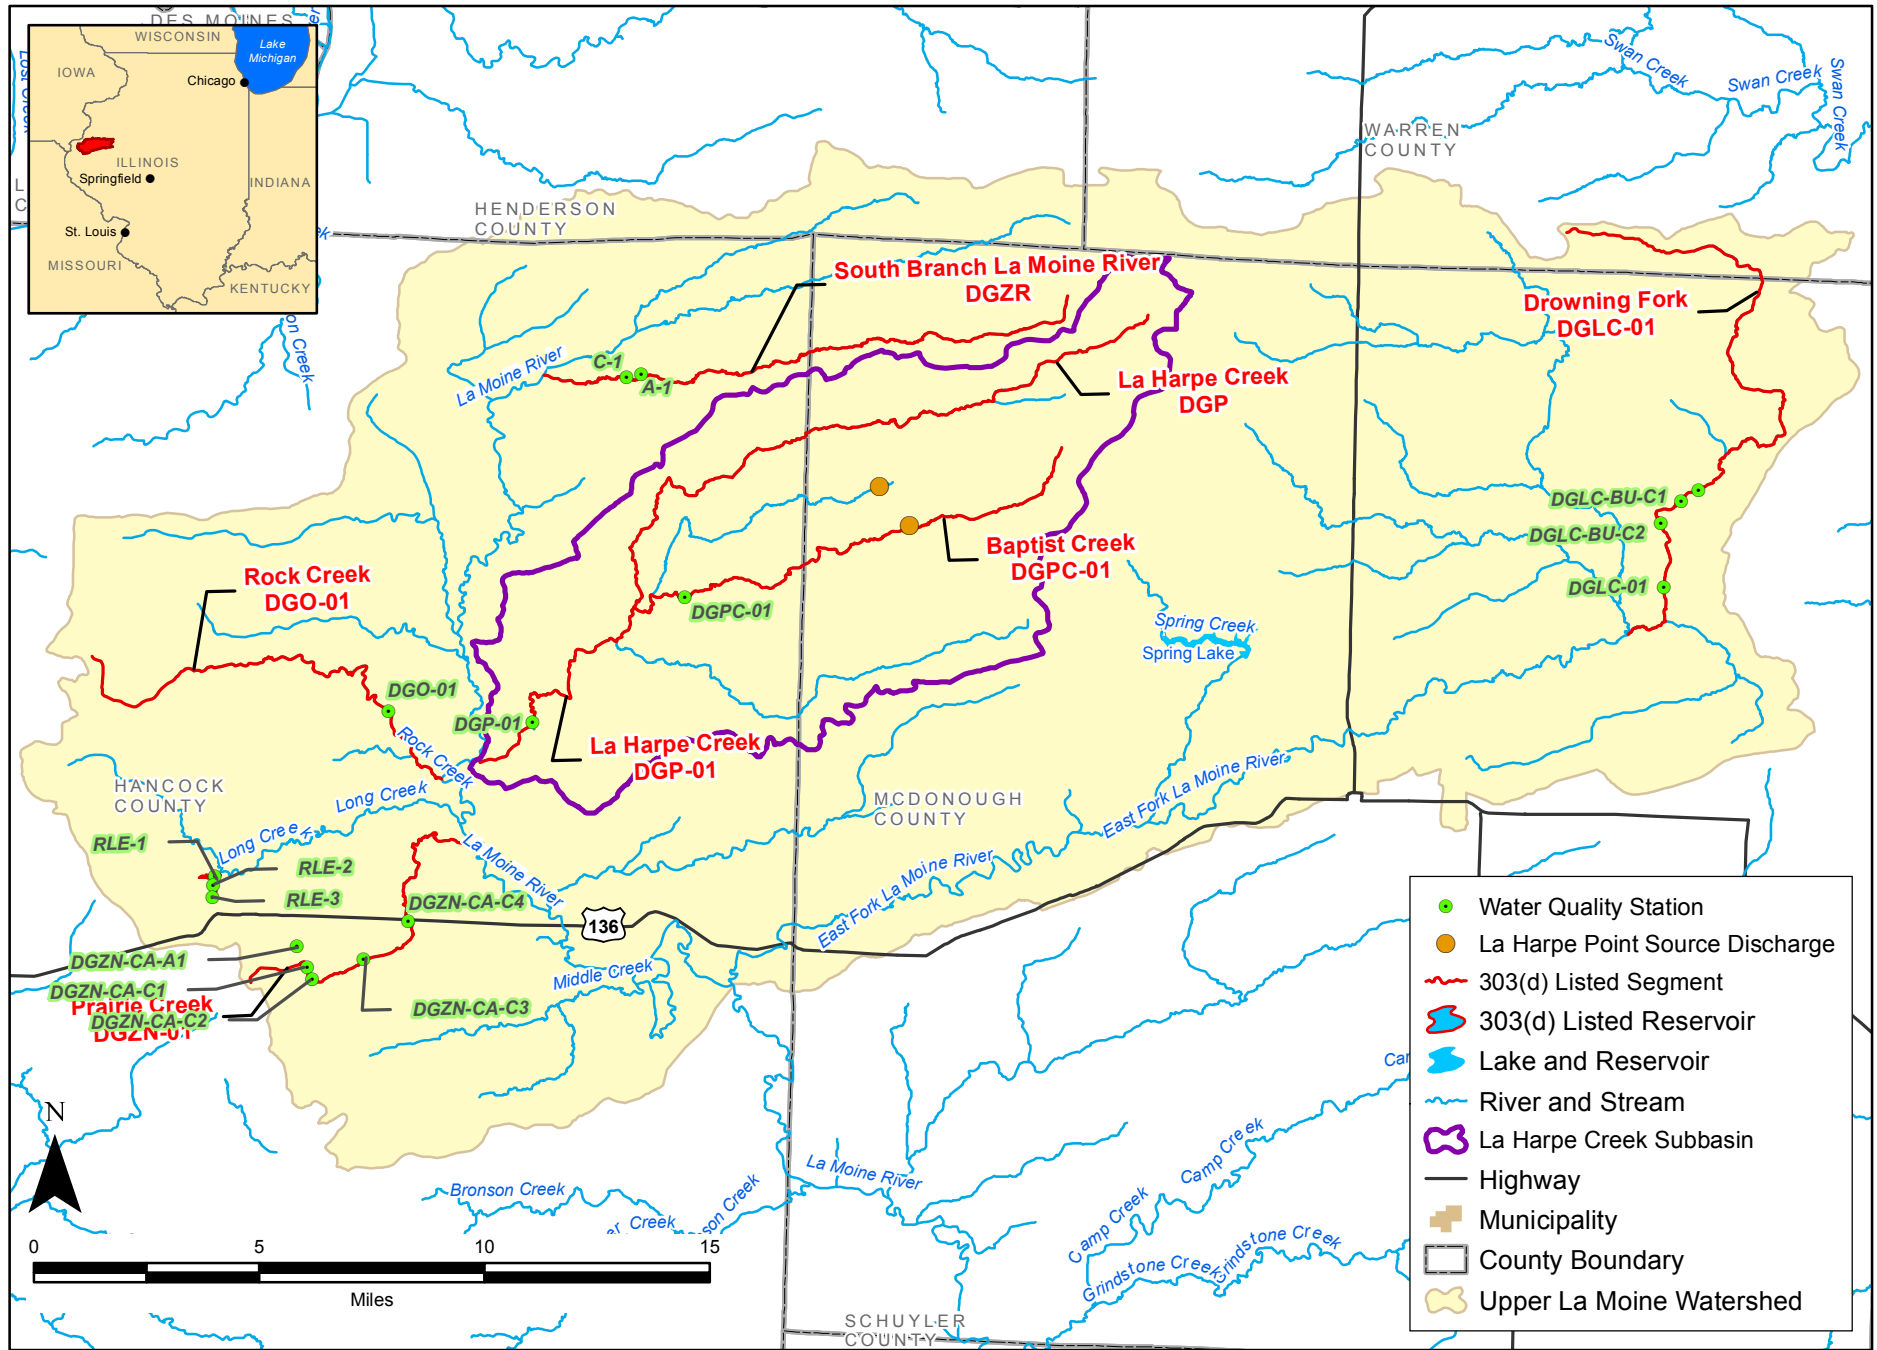 DES MOINES
WISCONSIN
Lake
Michigan
IOWA
Chicago
ILLINOIS
Springfield
INDIANA
St. Louis
MISSOURI
KENTUCKY
Swan Creek
Swan Creek
Swan Creek
WARREN
COUNTY
HENDERSON
COUNTY
South Branch La Moine River
DGZR
Drowning Fork
DGLC-01
C-1
A-1
La Moine River
La Harpe Creek
DGP
DGLC-BU-C1
DGLC-BU-C2
DGLC-01
Baptist Creek
DGPC-01
Rock Creek
DGO-01
DGPC-01
Spring Creek
Spring Lake
DGO-01
DGP-01
Rock Creek
La Harpe Creek
DGP-01
HANCOCK
COUNTY
Long Creek
MCDONOUGH
COUNTY
East Fork La Moine River
RLE-1
Long Creek
RLE-2
RLE-3
La Moine River
East Fork La Moine River
DGZN-CA-C4
136
DGZN-CA-A1
DGZN-CA-C1
Prairie Creek
DGZN-CA-C2
DGZN-01
DGZN-CA-C3
Middle Creek
Water Quality Station
La Harpe Point Source Discharge
303(d) Listed Segment
303(d) Listed Reservoir
Lake and Reservoir
River and Stream
La Harpe Creek Subbasin
Highway
Municipality
County Boundary
Upper La Moine Watershed
N
La Moine River
Bronson Creek
Camp Creek
Camp Creek
Grindstone Creek
Grindstone Creek
0 5 10 15
Miles
SCHUYLER
COUNTY